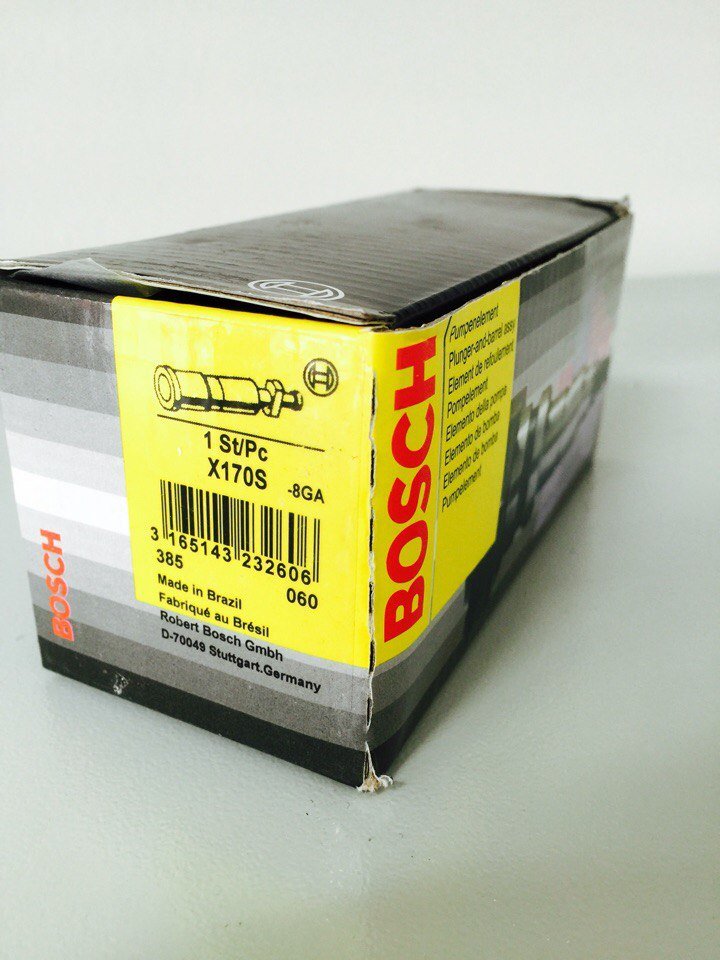 1 St/Pc
X170S -8GA
3 165143 232606
385 060
Made in Brazil
Fabriqué au Brésil
Robert Bosch Gmbh
D-70049 Stuttgart.Germany
BOSCH
BOSCH
Pumpenelement
Plunger-and-barrel assy
Element de refoulement
Pompelement
Elemento della pompa
Elemento de bomba
Elemento de bomba
Pumpelement